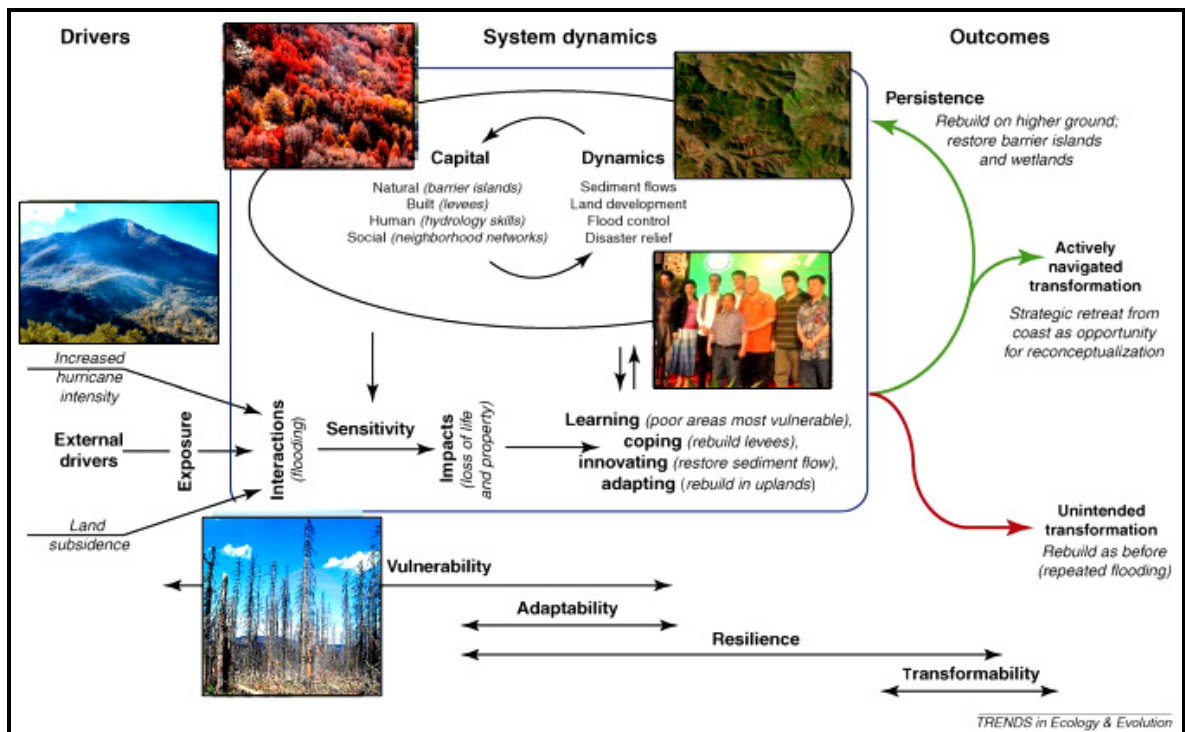 Drivers
System dynamics
Outcomes
Capital
Natural (barrier islands)
Built (levees)
Human (hydrology skills)
Social (neighborhood networks)
Dynamics
Sediment flows
Land development
Flood control
Disaster relief
Persistence
Rebuild on higher ground;
restore barrier islands
and wetlands
Actively
navigated
transformation
Strategic retreat from
coast as opportunity
for reconceptualization
Increased
hurricane
intensity
External
drivers
Land
subsidence
Exposure
Interactions
(flooding)
Sensitivity
Impacts
(loss of life
and property)
Learning (poor areas most vulnerable),
coping (rebuild levees),
innovating (restore sediment flow),
adapting (rebuild in uplands)
Unintended
transformation
Rebuild as before
(repeated flooding)
Vulnerability
Adaptability
Resilience
Transformability
TRENDS in Ecology & Evolution